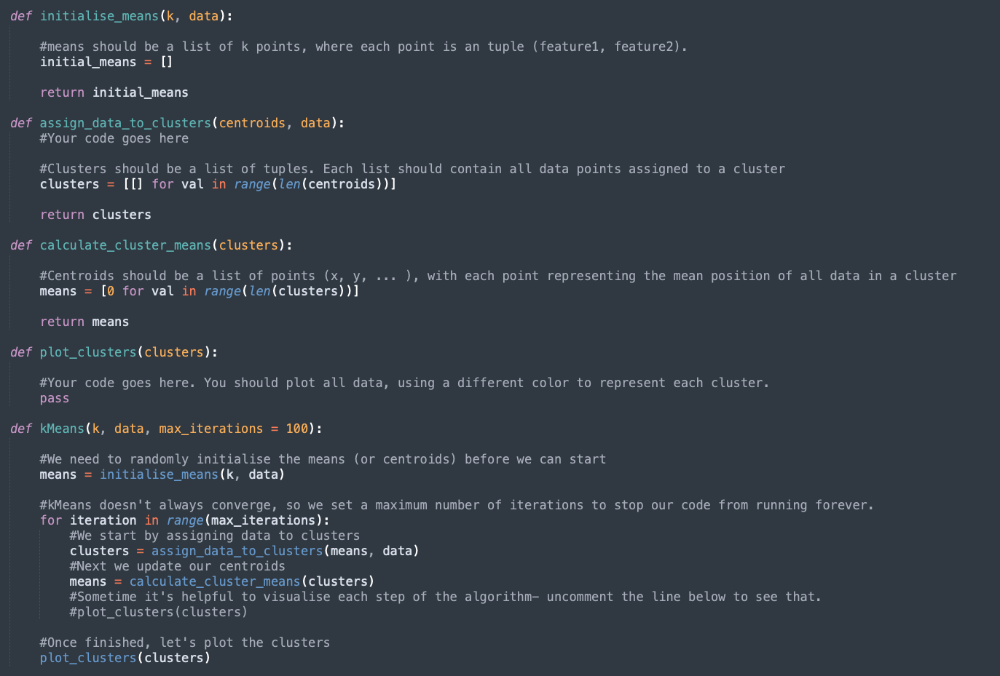 def initialise_means(k, data):
#means should be a list of k points, where each point is an tuple (feature1, feature2).
initial_means = []
return initial_means
def assign_data_to_clusters(centroids, data):
#Your code goes here
#Clusters should be a list of tuples. Each list should contain all data points assigned to a cluster
clusters = [[] for val in range(len(centroids))]
return clusters
def calculate_cluster_means(clusters):
#Centroids should be a list of points (x, y, ... ), with each point representing the mean position of all data in a cluster
means = [0 for val in range(len(clusters))]
return means
def plot_clusters(clusters):
#Your code goes here. You should plot all data, using a different color to represent each cluster.
pass
def kMeans(k, data, max_iterations = 100):
#We need to randomly initialise the means (or centroids) before we can start
means = initialise_means(k, data)
#kMeans doesn't always converge, so we set a maximum number of iterations to stop our code from running forever.
for iteration in range(max_iterations):
#We start by assigning data to clusters
clusters = assign_data_to_clusters(means, data)
#Next we update our centroids
means = calculate_cluster_means(clusters)
#Sometime it's helpful to visualise each step of the algorithm– uncomment the line below to see that.
#plot_clusters(clusters)
#Once finished, let's plot the clusters
plot_clusters(clusters)